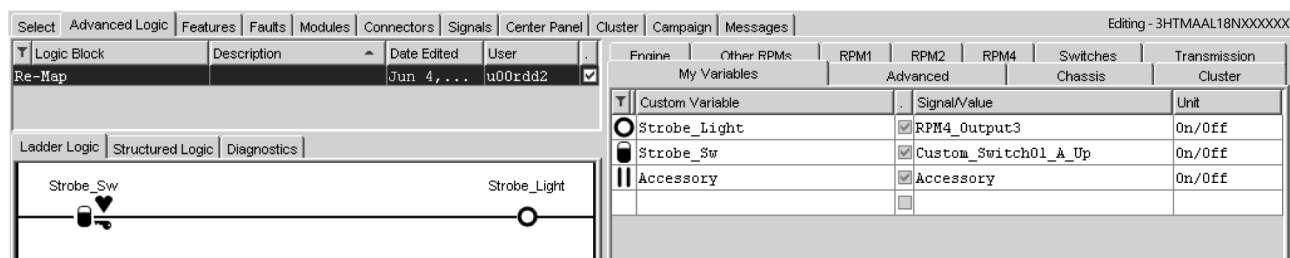 Select Advanced Logic Features Faults Modules Connectors Signals Center Panel Cluster Campaign Messages Editing - 3HTMAAL18NXXXXXX
Logic Block Description Date Edited User .
Re-Map Jun 4,... u00rdd2
Engine Other RPMs RPM1 RPM2 RPM4 Switches Transmission
My Variables Advanced Chassis Cluster
Custom Variable . Signal/Value Unit
Strobe_Light RPM4_Output3 On/Off
Strobe_Sw Custom_Switch01_A_Up On/Off
Accessory Accessory On/Off
Ladder Logic Structured Logic Diagnostics
Strobe_Sw Strobe_Light